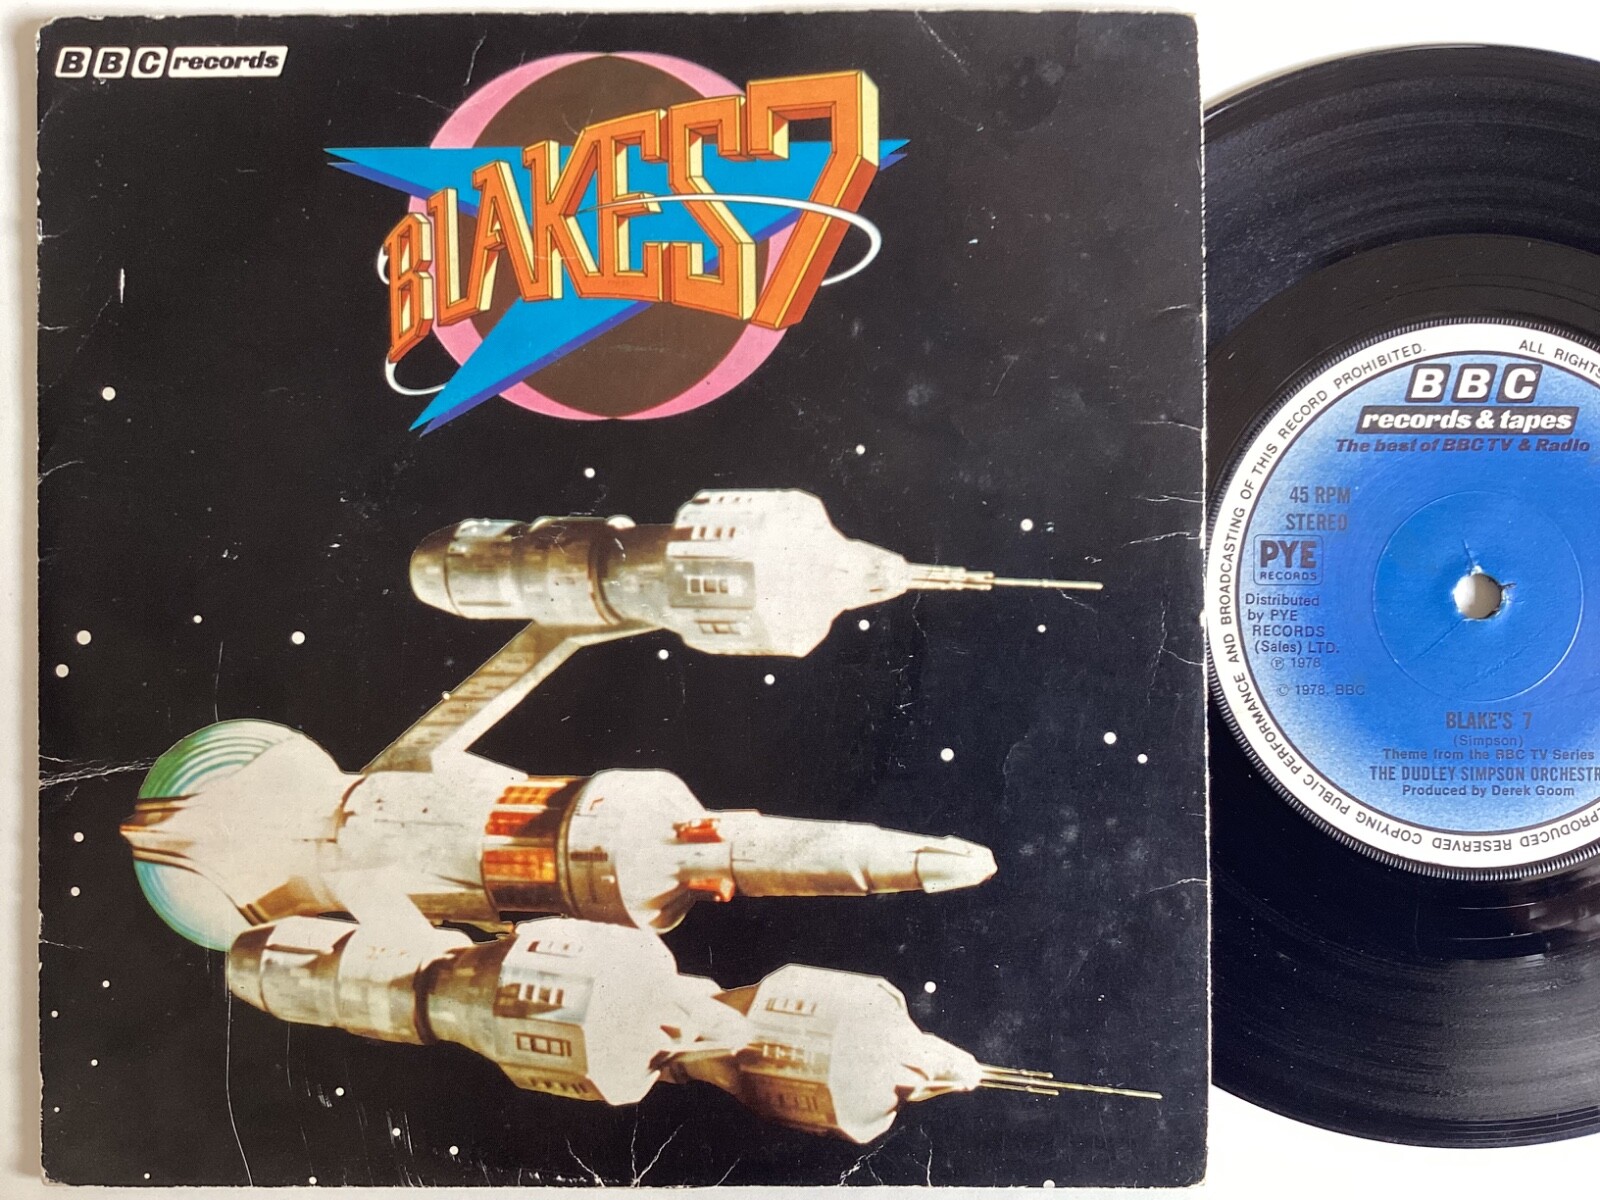 BBC records
BLAKES 7
ALL RIGHTS
BBC
records & tapes
The best of BBC TV & Radio
45 RPM
STEREO
PYE
RECORDS
Distributed
by PYE
RECORDS
(Sales) LTD.
℗ 1978
© 1978, BBC
BLAKE'S 7
(Simpson)
Theme from the BBC TV Series
THE DUDLEY SIMPSON ORCHESTR
Produced by Derek Goom
EPRODUCED RESERVED COPYING PUBLIC PERFORMANCE AND BROADCASTING OF THIS RECORD PROHIBITED.